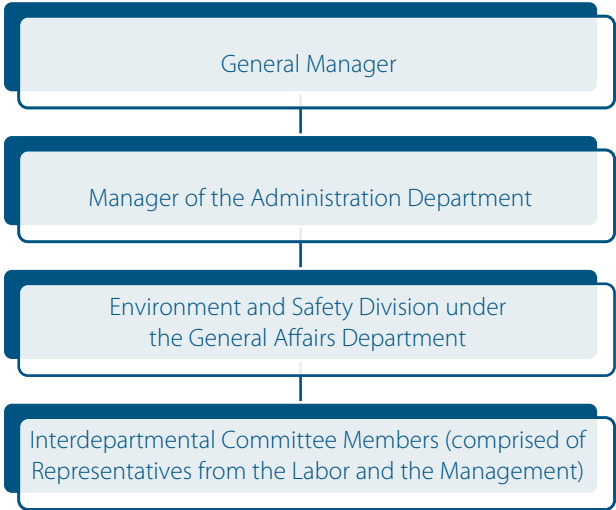 General Manager
Manager of the Administration Department
Environment and Safety Division under
the General Affairs Department
Interdepartmental Committee Members (comprised of
Representatives from the Labor and the Management)